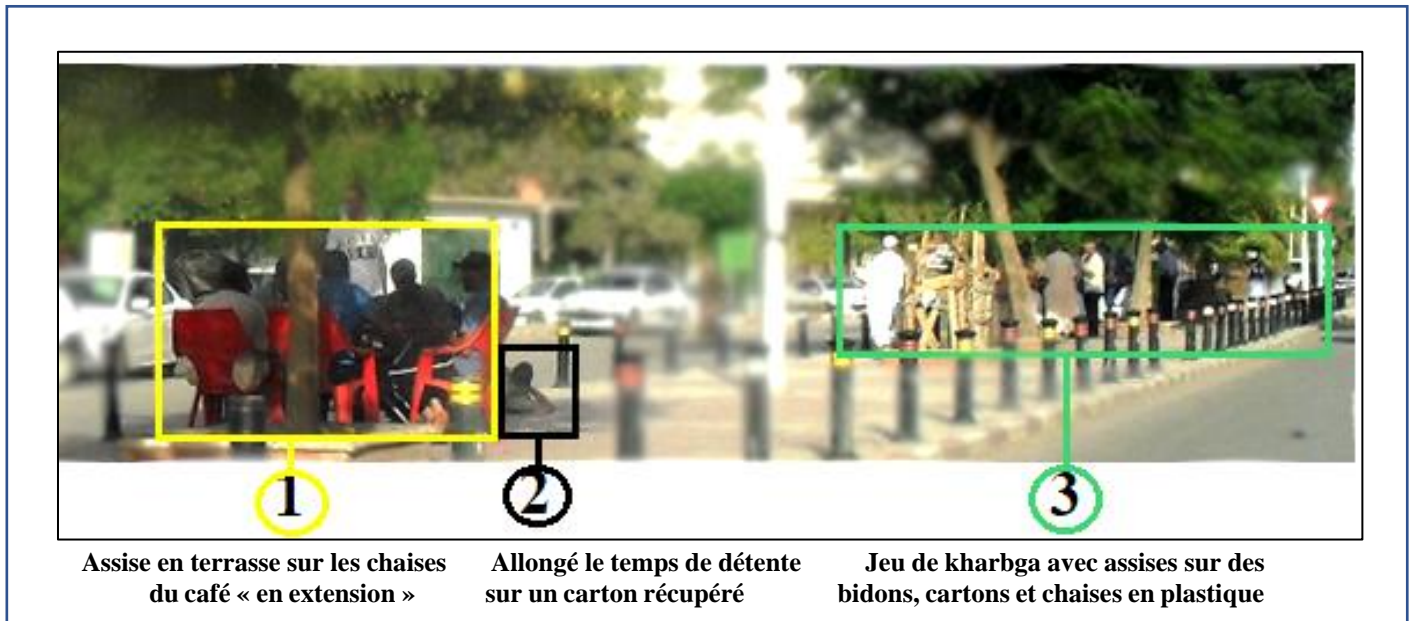 1
2
3
Assise en terrasse sur les chaises
du café « en extension »
Allongé le temps de détente
sur un carton récupéré
Jeu de kharbga avec assises sur des
bidons, cartons et chaises en plastique